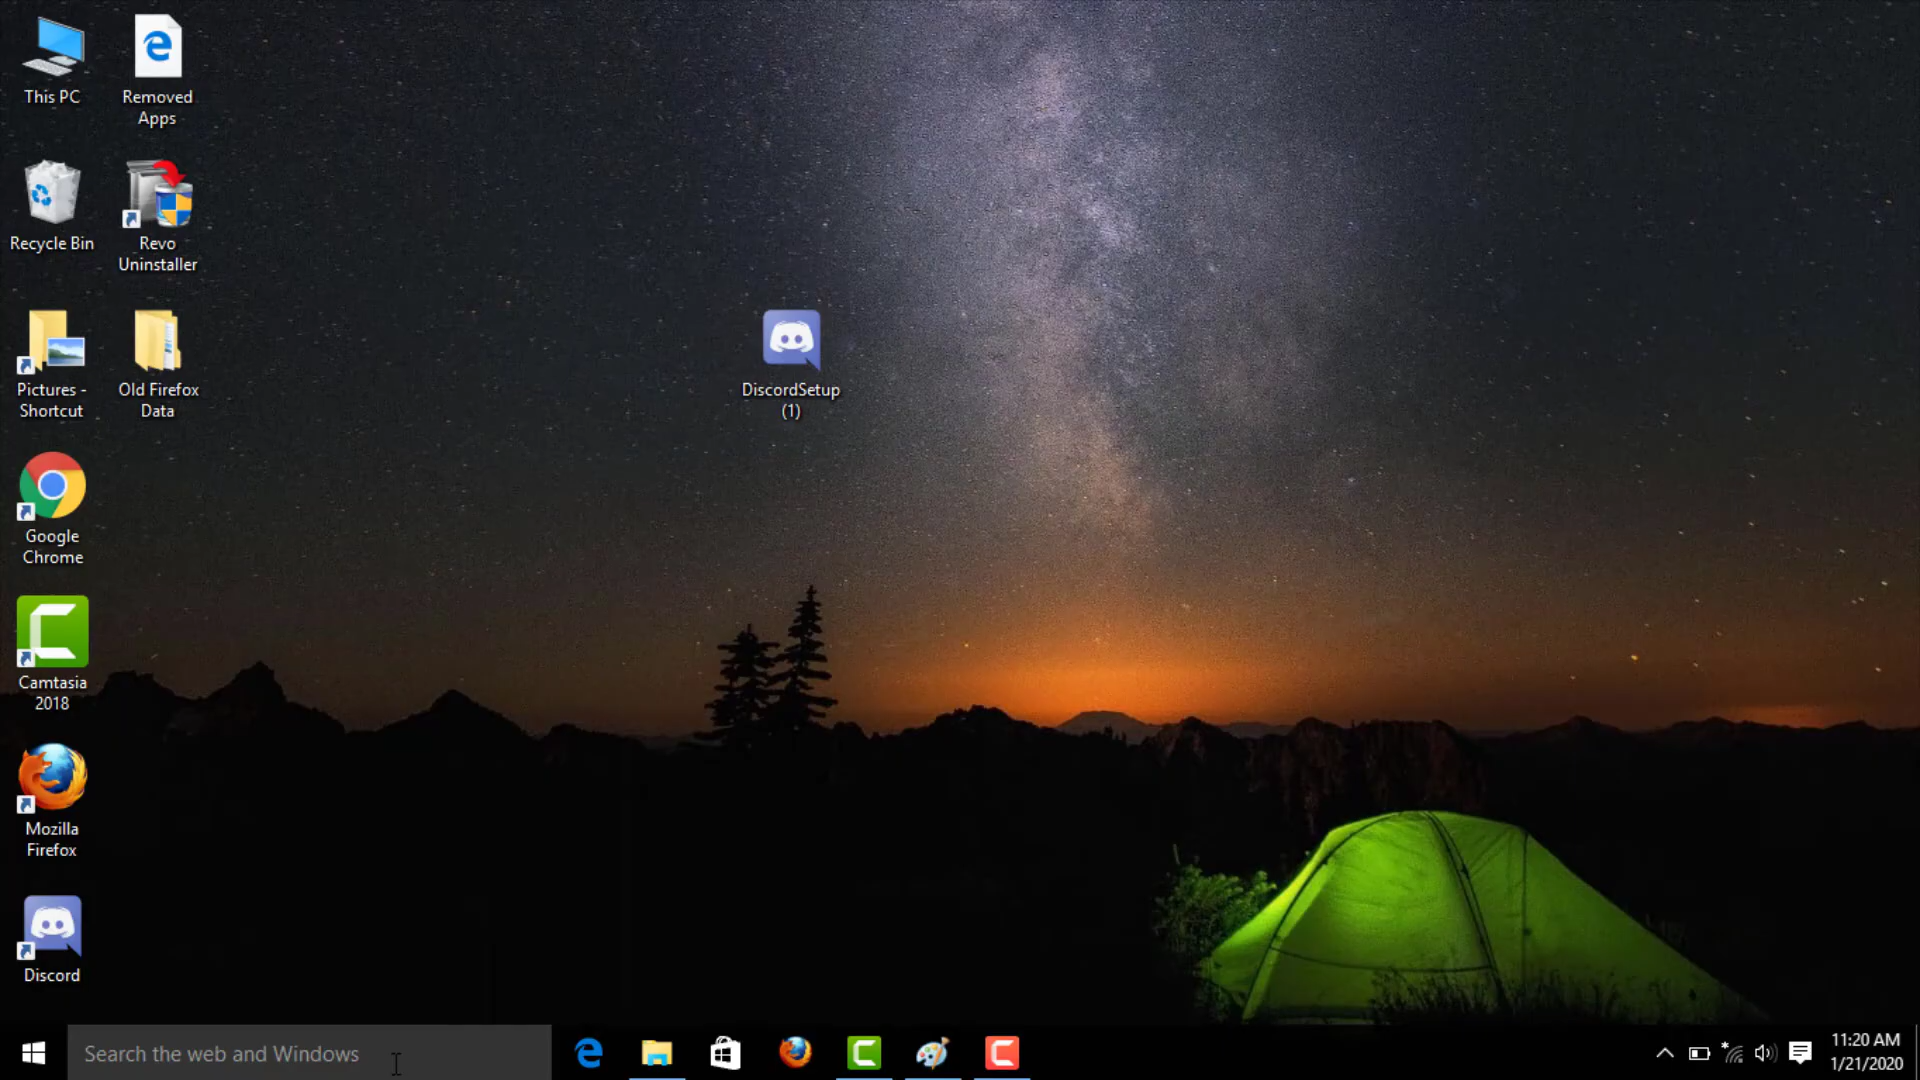 This PC
Removed
Apps
Recycle Bin
Revo
Uninstaller
Pictures -
Shortcut
Old Firefox
Data
DiscordSetup
(1)
Google
Chrome
Camtasia
2018
Mozilla
Firefox
Discord
Search the web and Windows
11:20 AM
1/21/2020